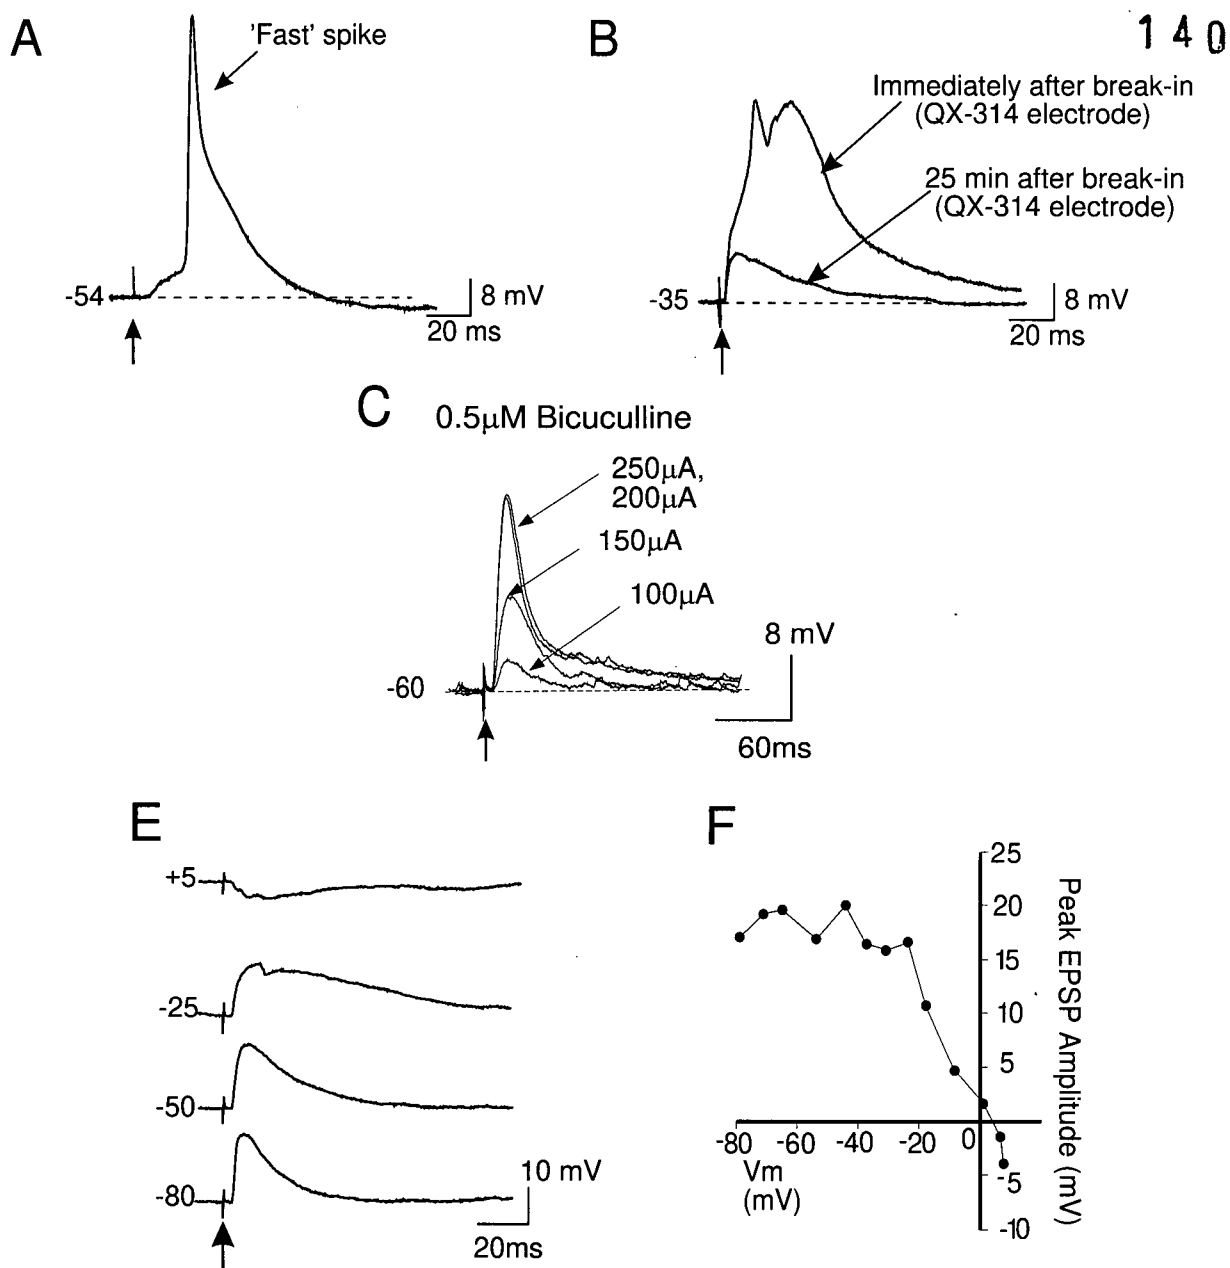 140
A
'Fast' spike
-54
8 mV
20 ms
B
Immediately after break-in
(QX-314 electrode)
25 min after break-in
(QX-314 electrode)
-35
8 mV
20 ms
C
0.5μM Bicuculline
250μA,
200μA
150μA
100μA
-60
8 mV
60ms
E
+5
-25
-50
-80
10 mV
20ms
F
25
20
15
10
5
-5
-10
-80
-60
-40
-20
0
Vm
(mV)
Peak EPSP Amplitude (mV)